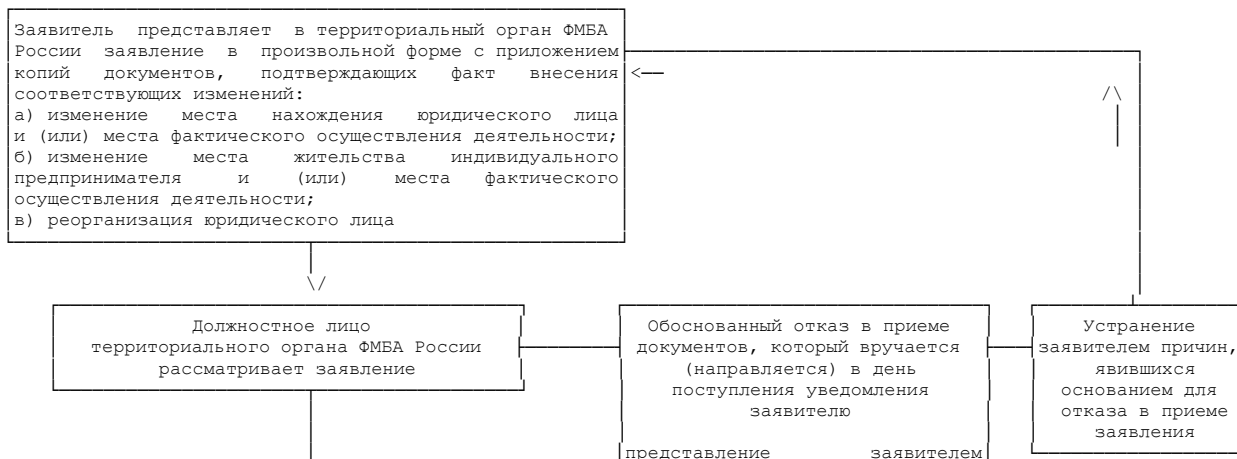 Заявитель представляет в территориальный орган ФМБА
России заявление в произвольной форме с приложением
копий документов, подтверждающих факт внесения
соответствующих изменений:
а) изменение места нахождения юридического лица
и (или) места фактического осуществления деятельности;
б) изменение места жительства индивидуального
предпринимателя и (или) места фактического
осуществления деятельности;
в) реорганизация юридического лица
Должностное лицо
территориального органа ФМБА России
рассматривает заявление
Обоснованный отказ в приеме
документов, который вручается
(направляется) в день
поступления уведомления
заявителю
представление заявителем
Устранение
заявителем причин,
явившихся
основанием для
отказа в приеме
заявления